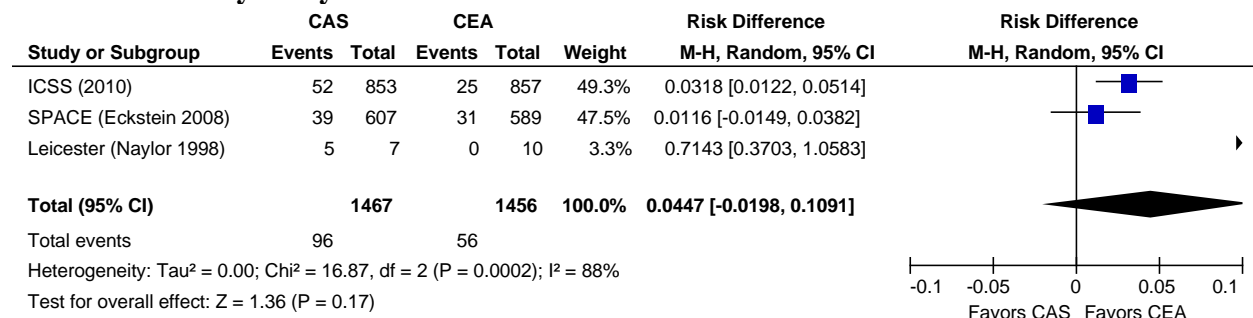 CAS CEA Risk Difference Risk Difference
Study or Subgroup Events Total Events Total Weight M-H, Random, 95% CI M-H, Random, 95% CI
ICSS (2010) 52 853 25 857 49.3% 0.0318 [0.0122, 0.0514]
SPACE (Eckstein 2008) 39 607 31 589 47.5% 0.0116 [-0.0149, 0.0382]
Leicester (Naylor 1998) 5 7 0 10 3.3% 0.7143 [0.3703, 1.0583]
Total (95% CI) 1467 1456 100.0% 0.0447 [-0.0198, 0.1091]
Total events 96 56
Heterogeneity: Tau² = 0.00; Chi² = 16.87, df = 2 (P = 0.0002); I² = 88%
Test for overall effect: Z = 1.36 (P = 0.17)
-0.1 -0.05 0 0.05 0.1
Favors CAS Favors CEA